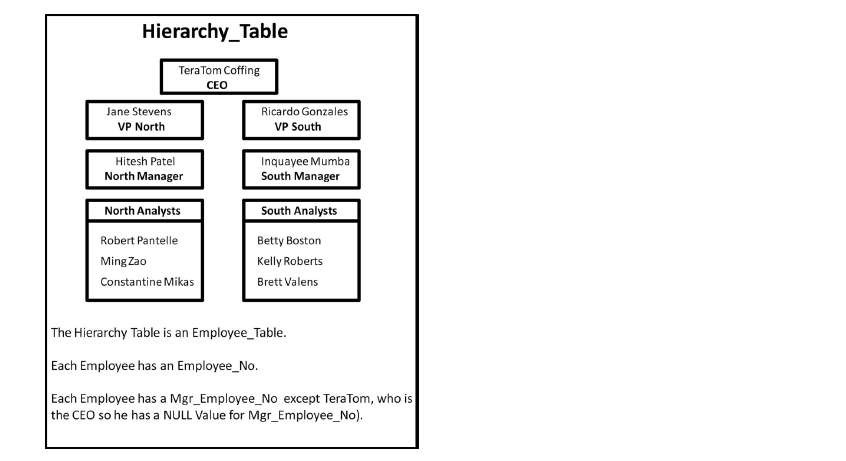 Hierarchy_Table
TeraTom Coffing
CEO
Jane Stevens
VP North
Ricardo Gonzales
VP South
Hitesh Patel
North Manager
Inquayee Mumba
South Manager
North Analysts
Robert Pantelle
Ming Zao
Constantine Mikas
South Analysts
Betty Boston
Kelly Roberts
Brett Valens
The Hierarchy Table is an Employee_Table.
Each Employee has an Employee_No.
Each Employee has a Mgr_Employee_No except TeraTom, who is
the CEO so he has a NULL Value for Mgr_Employee_No).